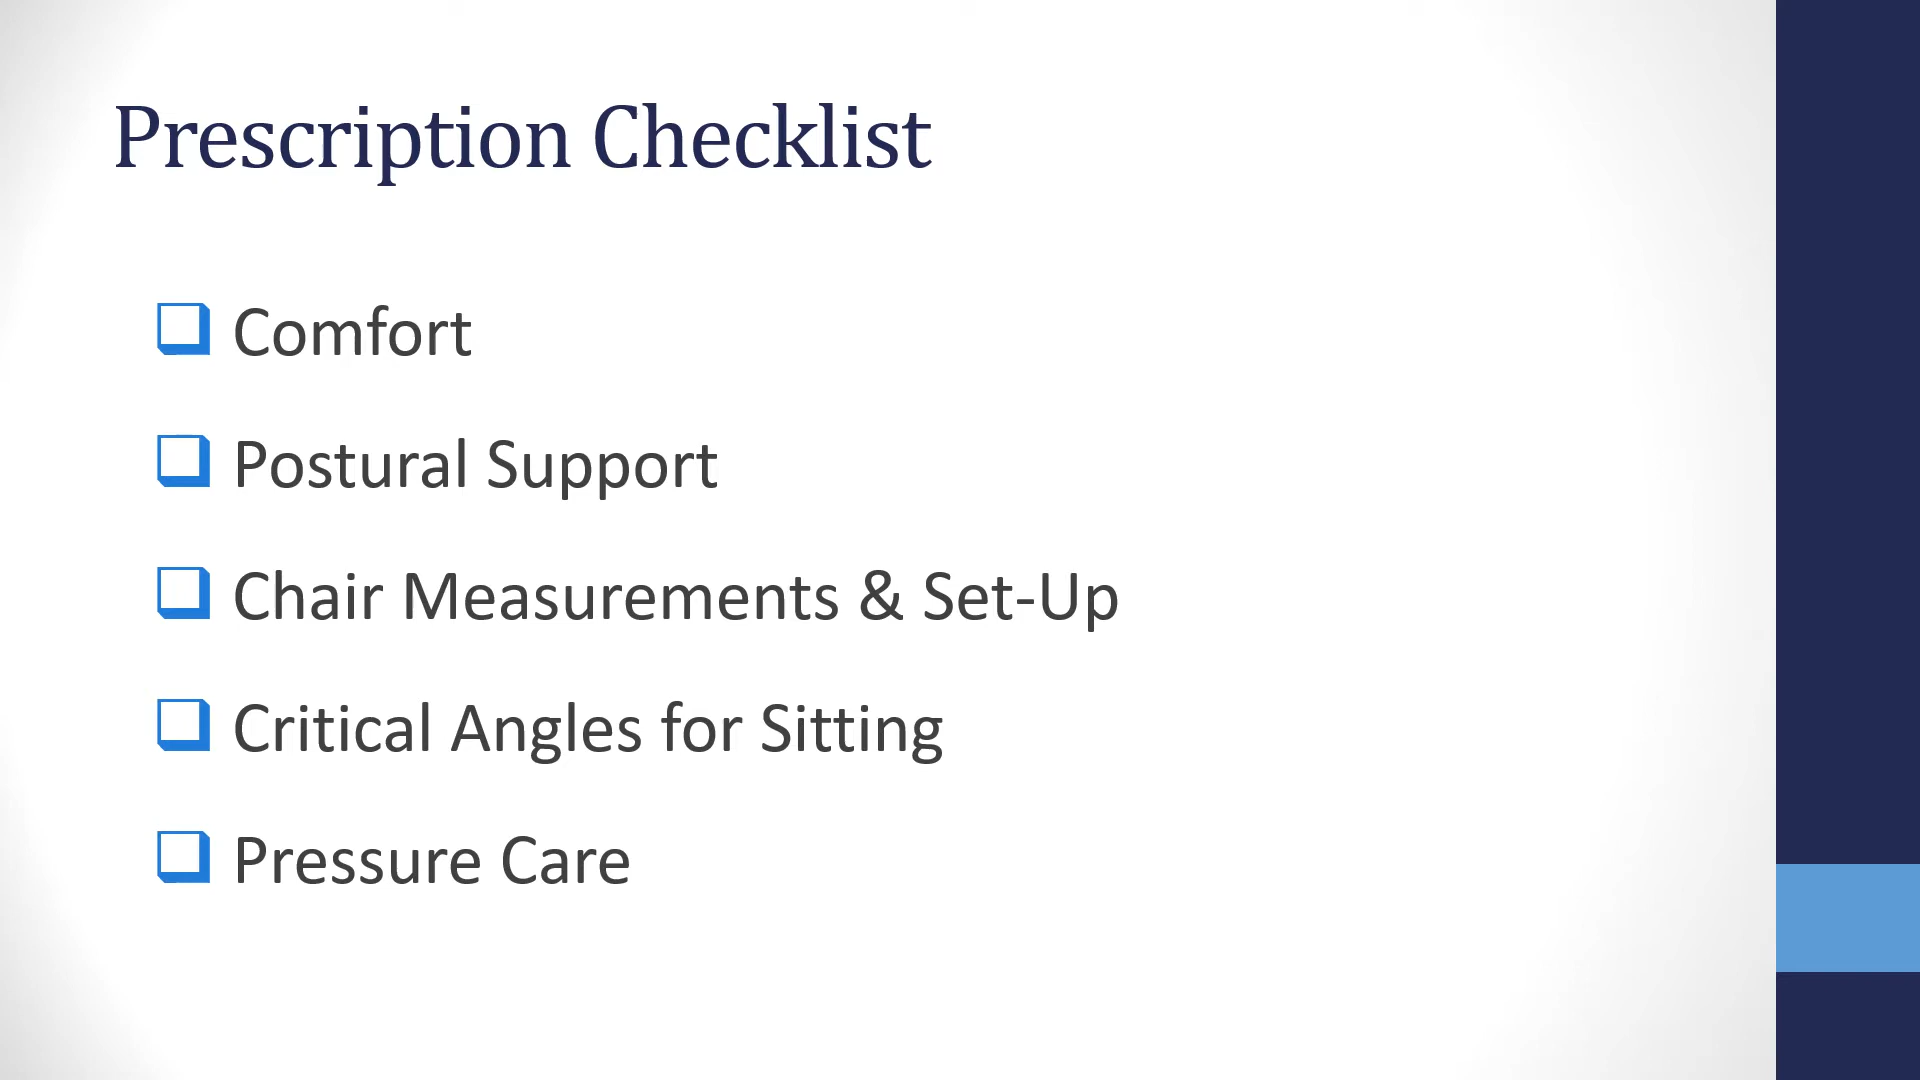 Prescription Checklist
Comfort
Postural Support
Chair Measurements & Set-Up
Critical Angles for Sitting
Pressure Care